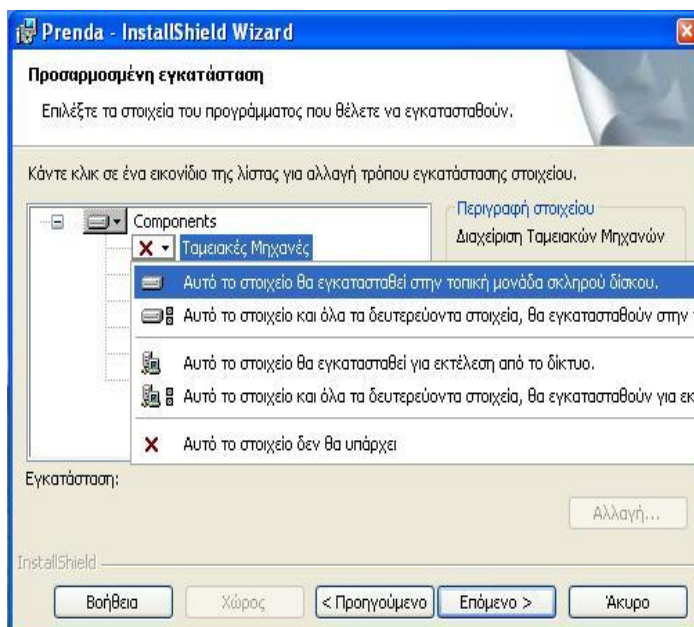 Prenda - InstallShield Wizard
Προσαρμοσμένη εγκατάσταση
Επιλέξτε τα στοιχεία του προγράμματος που θέλετε να εγκατασταθούν.
Κάντε κλικ σε ένα εικονίδιο της λίστας για αλλαγή τρόπου εγκατάστασης στοιχείου.
Components
Ταμειακές Μηχανές
Περιγραφή στοιχείου
Διαχείριση Ταμειακών Μηχανών
Αυτό το στοιχείο θα εγκατασταθεί στην τοπική μονάδα σκληρού δίσκου.
Αυτό το στοιχείο και όλα τα δευτερεύοντα στοιχεία, θα εγκατασταθούν στην
Αυτό το στοιχείο θα εγκατασταθεί για εκτέλεση από το δίκτυο.
Αυτό το στοιχείο και όλα τα δευτερεύοντα στοιχεία, θα εγκατασταθούν για εκ
Αυτό το στοιχείο δεν θα υπάρχει
Εγκατάσταση:
Αλλαγή...
InstallShield
Βοήθεια
Χώρος
< Προηγούμενο
Επόμενο >
Άκυρο